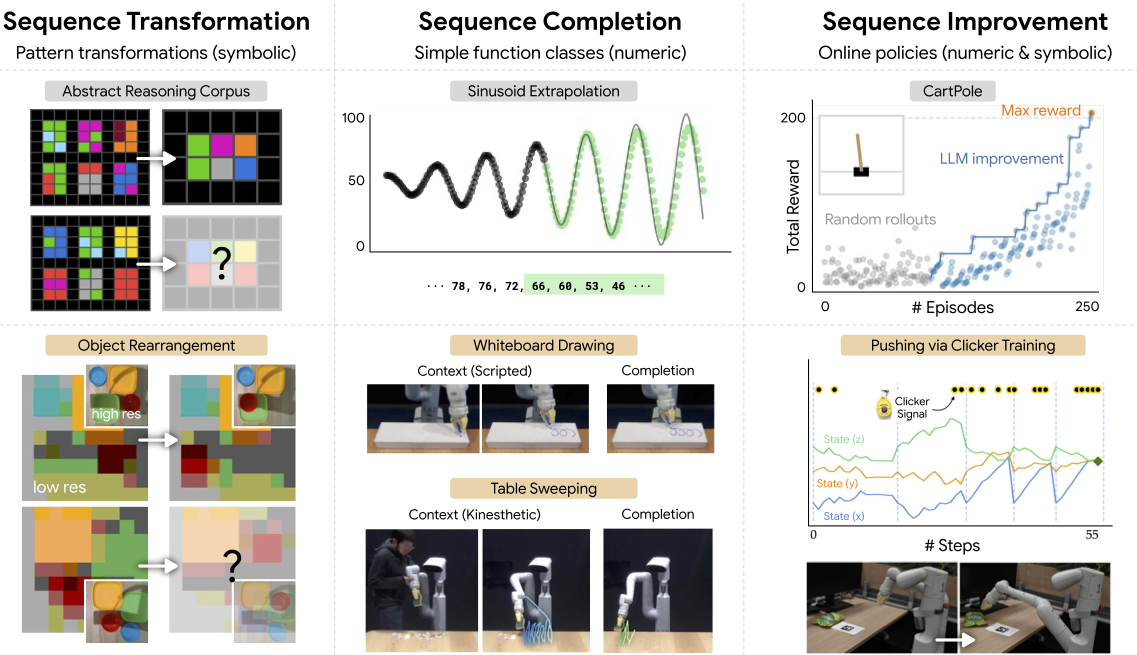 Sequence Transformation
Pattern transformations (symbolic)
Abstract Reasoning Corpus
?
Object Rearrangement
high res
low res
?
Sequence Completion
Simple function classes (numeric)
Sinusoid Extrapolation
100
50
0
··· 78, 76, 72, 66, 60, 53, 46 ···
Whiteboard Drawing
Context (Scripted)
Completion
Table Sweeping
Context (Kinesthetic)
Completion
Sequence Improvement
Online policies (numeric & symbolic)
CartPole
Max reward
200
LLM improvement
Random rollouts
Total Reward
0
0
# Episodes
250
Pushing via Clicker Training
Clicker
Signal
State (z)
State (y)
State (x)
0
# Steps
55